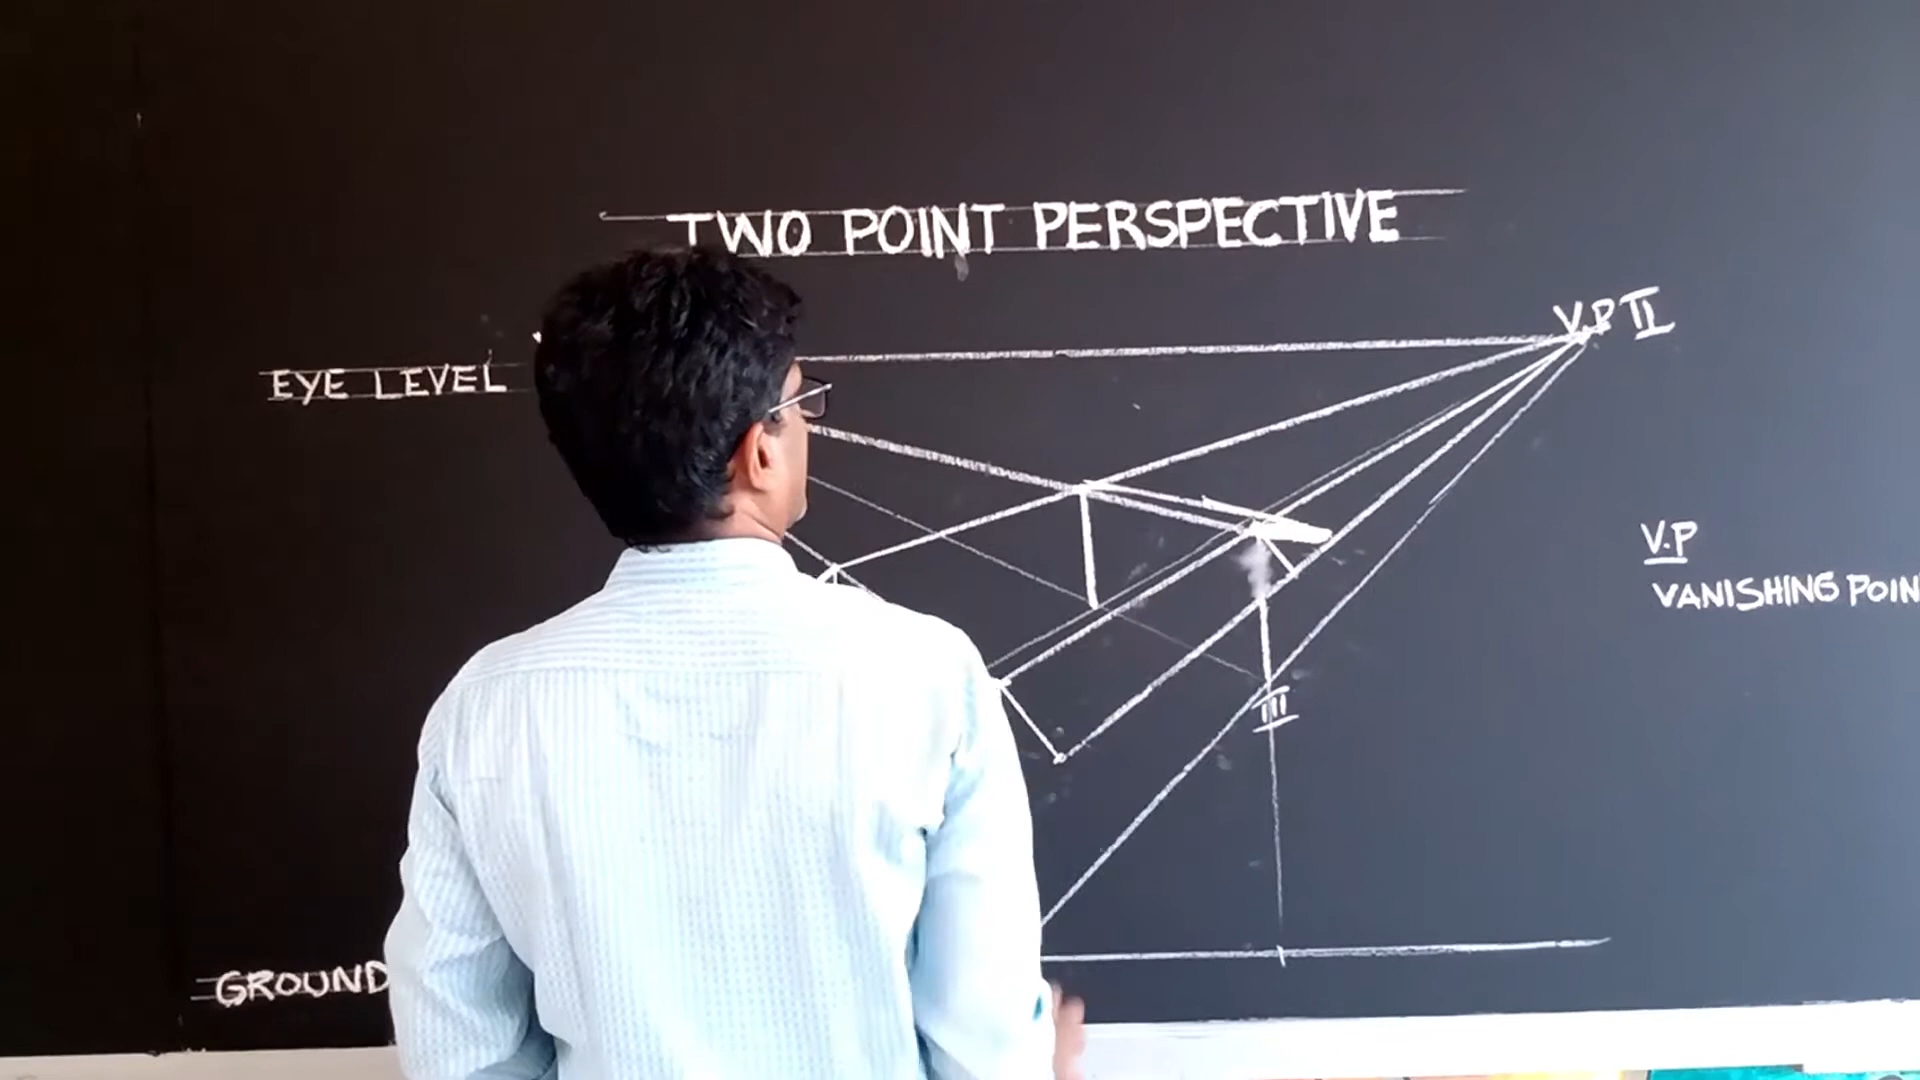 TWO POINT PERSPECTIVE
V.P II
EYE LEVEL
V.P
VANISHING POIN
III
GROUND